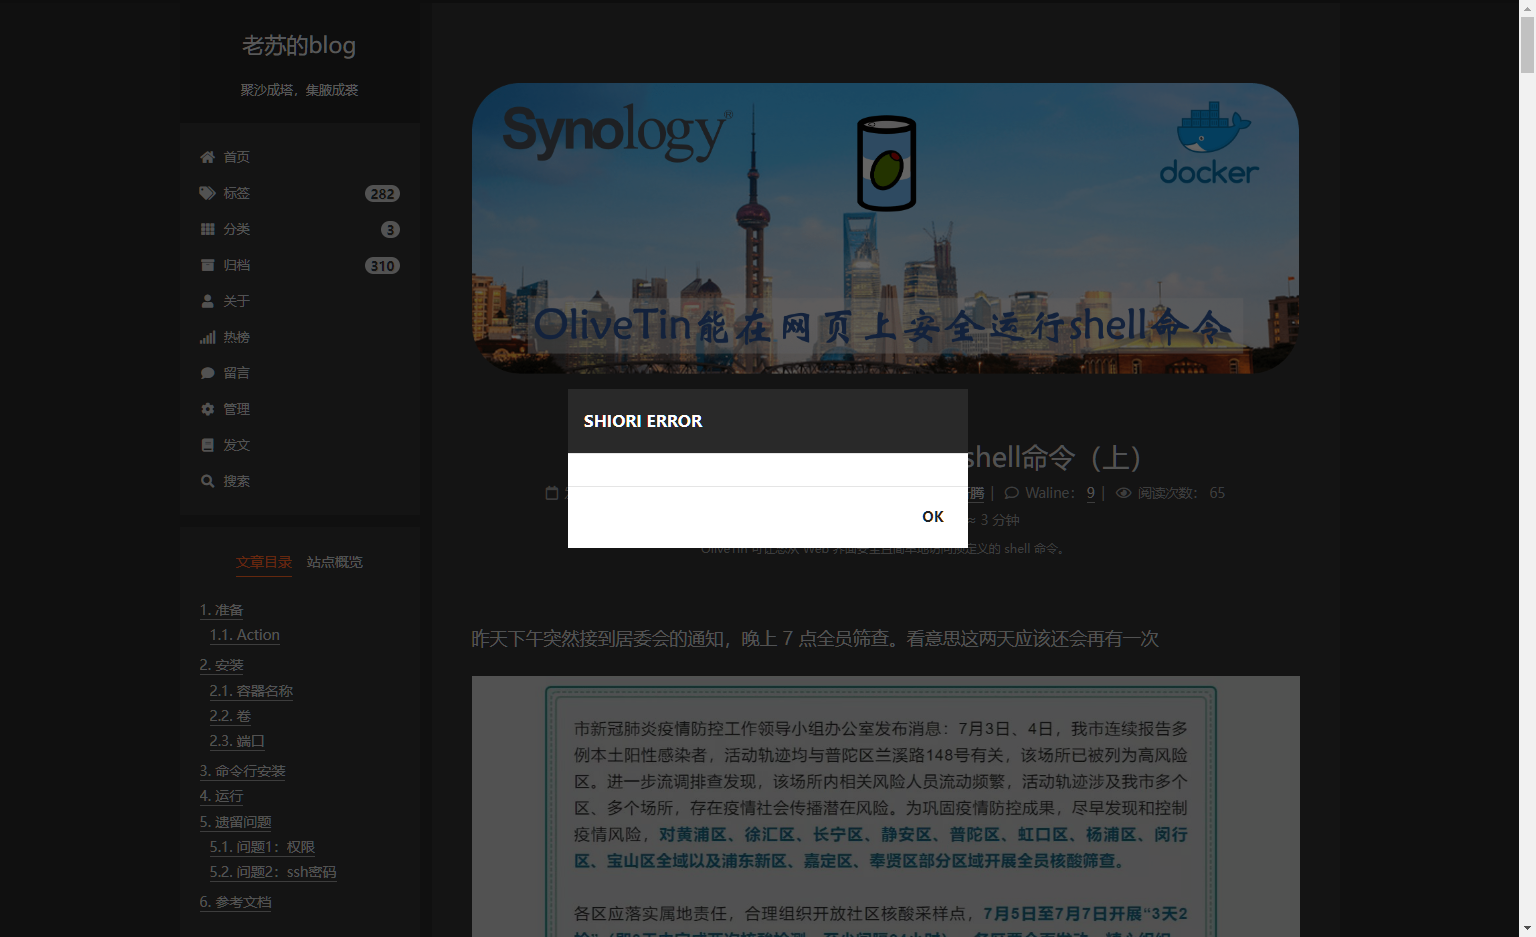 老苏的blog
聚沙成塔，集腋成裘
首页
标签 282
分类 3
归档 310
关于
热榜
留言
管理
发文
搜索
文章目录 站点概览
1. 准备
1.1. Action
2. 安装
2.1. 容器名称
2.2. 卷
2.3. 端口
3. 命令行安装
4. 运行
5. 遗留问题
5.1. 问题1：权限
5.2. 问题2：ssh密码
6. 参考文档
Synology®
docker
OliveTin能在网页上安全运行shell命令
shell命令（上）
腾 | Waline： 9 | 阅读次数： 65
≈ 3 分钟
OliveTin 可让您从 Web 界面安全且简单地访问预定义的 shell 命令。
SHIORI ERROR
OK
昨天下午突然接到居委会的通知，晚上 7 点全员筛查。看意思这两天应该还会再有一次
市新冠肺炎疫情防控工作领导小组办公室发布消息：7月3日、4日，我市连续报告多
例本土阳性感染者，活动轨迹均与普陀区兰溪路148号有关，该场所已被列为高风险
区。进一步流调排查发现，该场所内相关风险人员流动频繁，活动轨迹涉及我市多个
区、多个场所，存在疫情社会传播潜在风险。为巩固疫情防控成果，尽早发现和控制
疫情风险，对黄浦区、徐汇区、长宁区、静安区、普陀区、虹口区、杨浦区、闵行
区、宝山区全域以及浦东新区、嘉定区、奉贤区部分区域开展全员核酸筛查。
各区应落实属地责任，合理组织开放社区核酸采样点，7月5日至7月7日开展“3天2